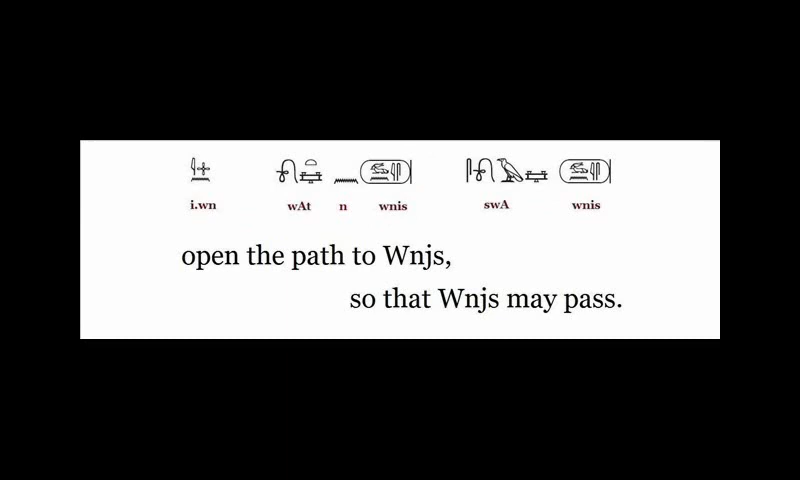 i.wn wAt n wnis swA wnis
open the path to Wnjs,
so that Wnjs may pass.